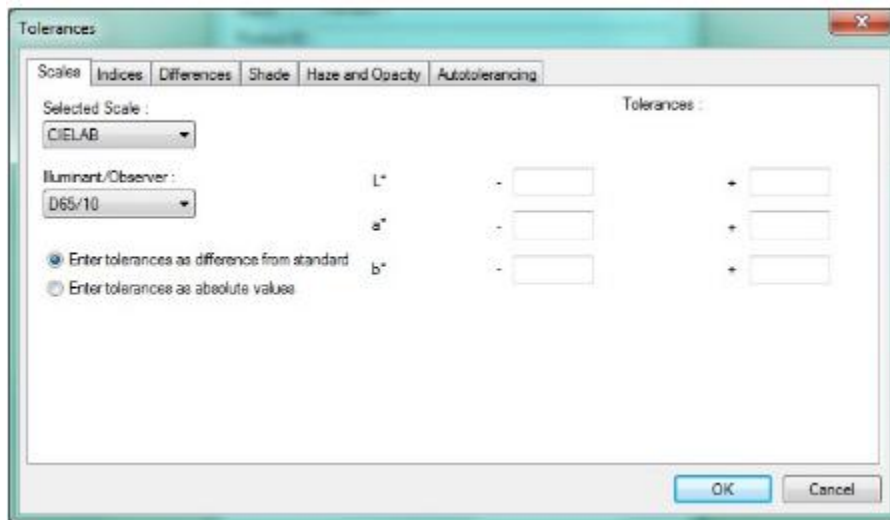 Tolerances
Scales Indices Differences Shade Haze and Opacity Autotolerancing
Selected Scale :
Tolerances :
CIELAB
Illuminant/Observer :
D65/10
L* - +
a* - +
b* - +
Enter tolerances as difference from standard
Enter tolerances as absolute values
OK Cancel